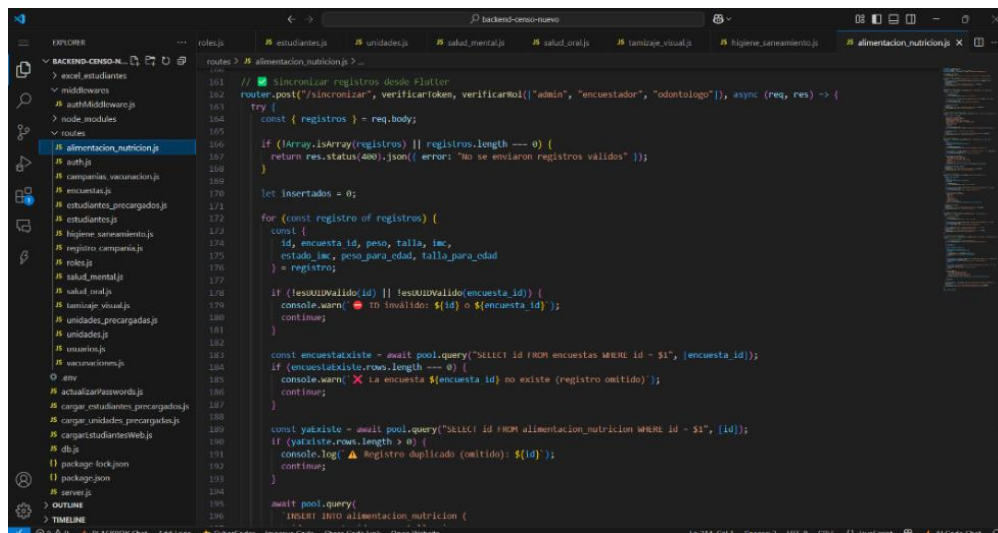 backend-censo-nuevo
EXPLORER
roles.js
estudiantes.js
unidades.js
salud_mental.js
salud_oral.js
tamizaje_visual.js
higiene_saneamiento.js
alimentacion_nutricion.js
BACKEND-CENSO-N...
routes > JS alimentacion_nutricion.js > ...
> excel_estudiantes
v middlewares
JS authMiddleware.js
> node_modules
v routes
JS alimentacion_nutricion.js
JS auth.js
JS campanias_vacunacion.js
JS encuestas.js
JS estudiantes_precargados.js
JS estudiantes.js
JS higiene_saneamiento.js
JS registro_campania.js
JS roles.js
JS salud_mental.js
JS salud_oral.js
JS tamizaje_visual.js
JS unidades_precargadas.js
JS unidades.js
JS usuarios.js
JS vacunaciones.js
.env
JS actualizarPasswords.js
JS cargar_estudiantes_precargados.js
JS cargar_unidades_precargadas.js
JS cargarEstudiantesWeb.js
JS db.js
package-lock.json
package.json
JS server.js
> OUTLINE
> TIMELINE
161 // ✅ Sincronizar registros desde Flutter
162 router.post("/sincronizar", verificarToken, verificarRol(["admin", "encuestador", "odontologo"]), async (req, res) => {
163 try {
164 const { registros } = req.body;
165
166 if (!Array.isArray(registros) || registros.length === 0) {
167 return res.status(400).json({ error: "No se enviaron registros válidos" });
168 }
169
170 let insertados = 0;
171
172 for (const registro of registros) {
173 const {
174 id, encuesta_id, peso, talla, imc,
175 estado_imc, peso_para_edad, talla_para_edad
176 } = registro;
177
178 if (!esUUIDValido(id) || !esUUIDValido(encuesta_id)) {
179 console.warn(`⛔ ID inválido: ${id} o ${encuesta_id}`);
180 continue;
181 }
182
183 const encuestaExiste = await pool.query("SELECT id FROM encuestas WHERE id = $1", [encuesta_id]);
184 if (encuestaExiste.rows.length === 0) {
185 console.warn(`❌ La encuesta ${encuesta_id} no existe (registro omitido)`);
186 continue;
187 }
188
189 const yaExiste = await pool.query("SELECT id FROM alimentacion_nutricion WHERE id = $1", [id]);
190 if (yaExiste.rows.length > 0) {
191 console.log(`⚠️ Registro duplicado (omitido): ${id}`);
192 continue;
193 }
194
195 await pool.query(
196 `INSERT INTO alimentacion_nutricion (